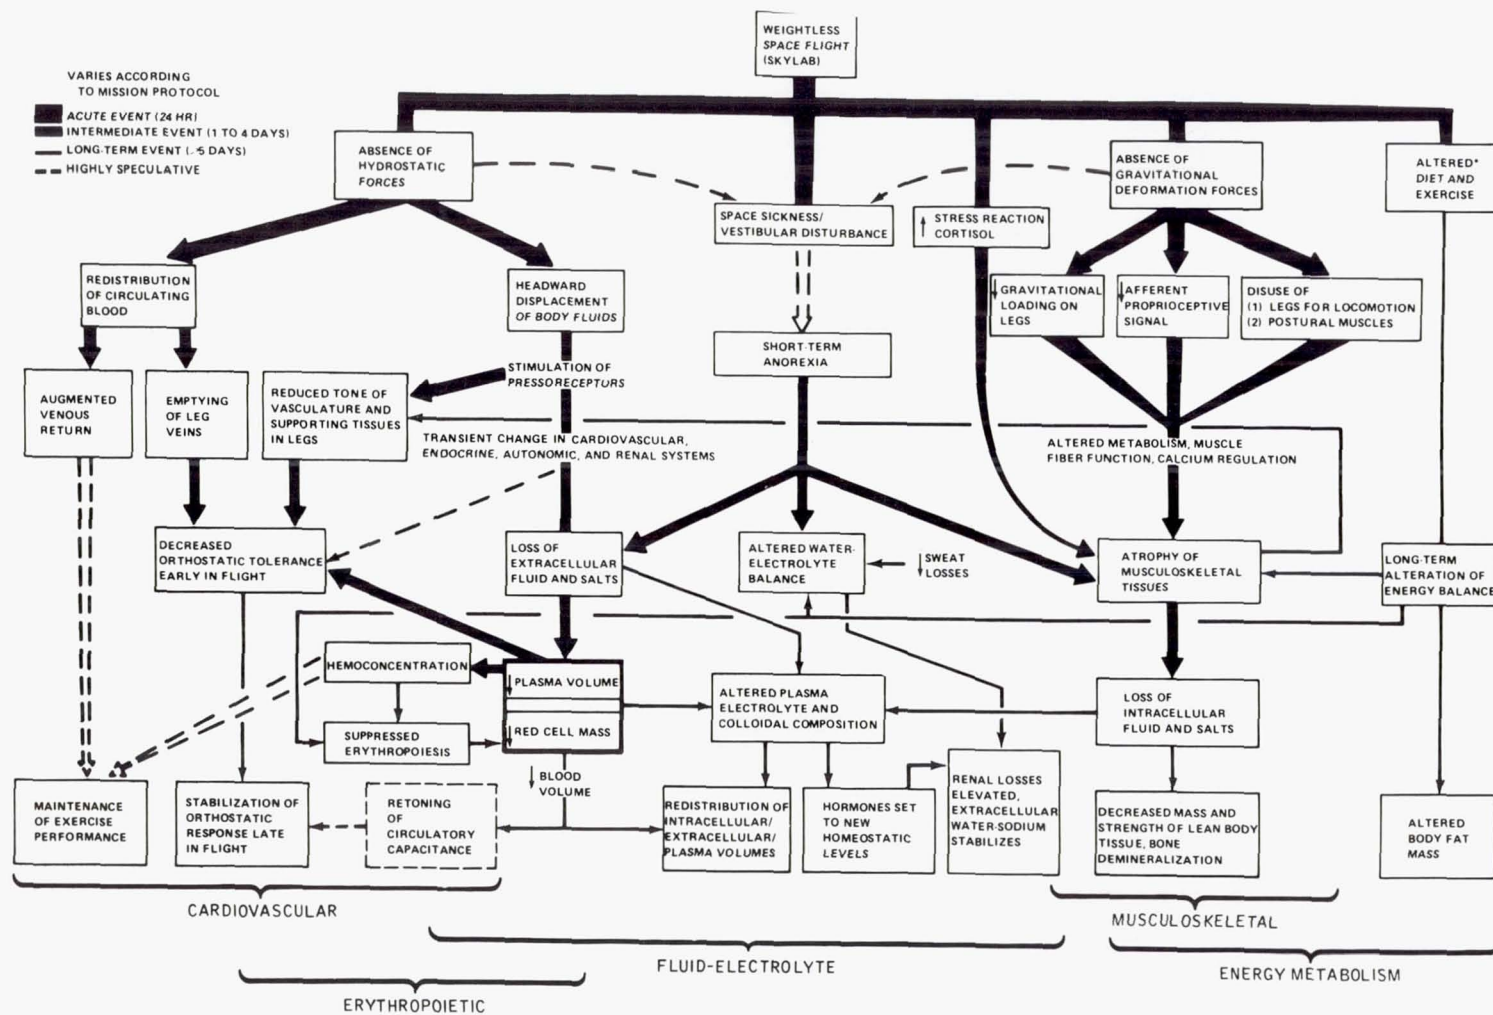 WEIGHTLESS
SPACE FLIGHT
(SKYLAB)
VARIES ACCORDING
TO MISSION PROTOCOL
ACUTE EVENT (24 HR)
INTERMEDIATE EVENT (1 TO 4 DAYS)
LONG-TERM EVENT (..5 DAYS)
HIGHLY SPECULATIVE
ABSENCE OF
HYDROSTATIC
FORCES
ABSENCE OF
GRAVITATIONAL
DEFORMATION FORCES
ALTERED*
DIET AND
EXERCISE
SPACE SICKNESS/
VESTIBULAR DISTURBANCE
↑ STRESS REACTION
CORTISOL
REDISTRIBUTION
OF CIRCULATING
BLOOD
HEADWARD
DISPLACEMENT
OF BODY FLUIDS
↓ GRAVITATIONAL
LOADING ON
LEGS
↓ AFFERENT
PROPRIOCEPTIVE
SIGNAL
DISUSE OF
(1) LEGS FOR LOCOMOTION
(2) POSTURAL MUSCLES
SHORT-TERM
ANOREXIA
STIMULATION OF
PRESSORECEPTURS
AUGMENTED
VENOUS
RETURN
EMPTYING
OF LEG
VEINS
REDUCED TONE OF
VASCULATURE AND
SUPPORTING TISSUES
IN LEGS
TRANSIENT CHANGE IN CARDIOVASCULAR,
ENDOCRINE, AUTONOMIC, AND RENAL SYSTEMS
ALTERED METABOLISM, MUSCLE
FIBER FUNCTION, CALCIUM REGULATION
DECREASED
ORTHOSTATIC TOLERANCE
EARLY IN FLIGHT
LOSS OF
EXTRACELLULAR
FLUID AND SALTS
ALTERED WATER-
ELECTROLYTE
BALANCE
↓ SWEAT
LOSSES
ATROPHY OF
MUSCULOSKELETAL
TISSUES
LONG-TERM
ALTERATION OF
ENERGY BALANCE
HEMOCONCENTRATION
↓ PLASMA VOLUME
↓ RED CELL MASS
SUPPRESSED
ERYTHROPOIESIS
ALTERED PLASMA
ELECTROLYTE AND
COLLOIDAL COMPOSITION
LOSS OF
INTRACELLULAR
FLUID AND SALTS
↓ BLOOD
VOLUME
MAINTENANCE
OF EXERCISE
PERFORMANCE
STABILIZATION OF
ORTHOSTATIC
RESPONSE LATE
IN FLIGHT
RETONING
OF
CIRCULATORY
CAPACITANCE
REDISTRIBUTION OF
INTRACELLULAR/
EXTRACELLULAR/
PLASMA VOLUMES
HORMONES SET
TO NEW
HOMEOSTATIC
LEVELS
RENAL LOSSES
ELEVATED,
EXTRACELLULAR
WATER-SODIUM
STABILIZES
DECREASED MASS AND
STRENGTH OF LEAN BODY
TISSUE, BONE
DEMINERALIZATION
ALTERED
BODY FAT
MASS
CARDIOVASCULAR
MUSCULOSKELETAL
FLUID-ELECTROLYTE
ENERGY METABOLISM
ERYTHROPOIETIC